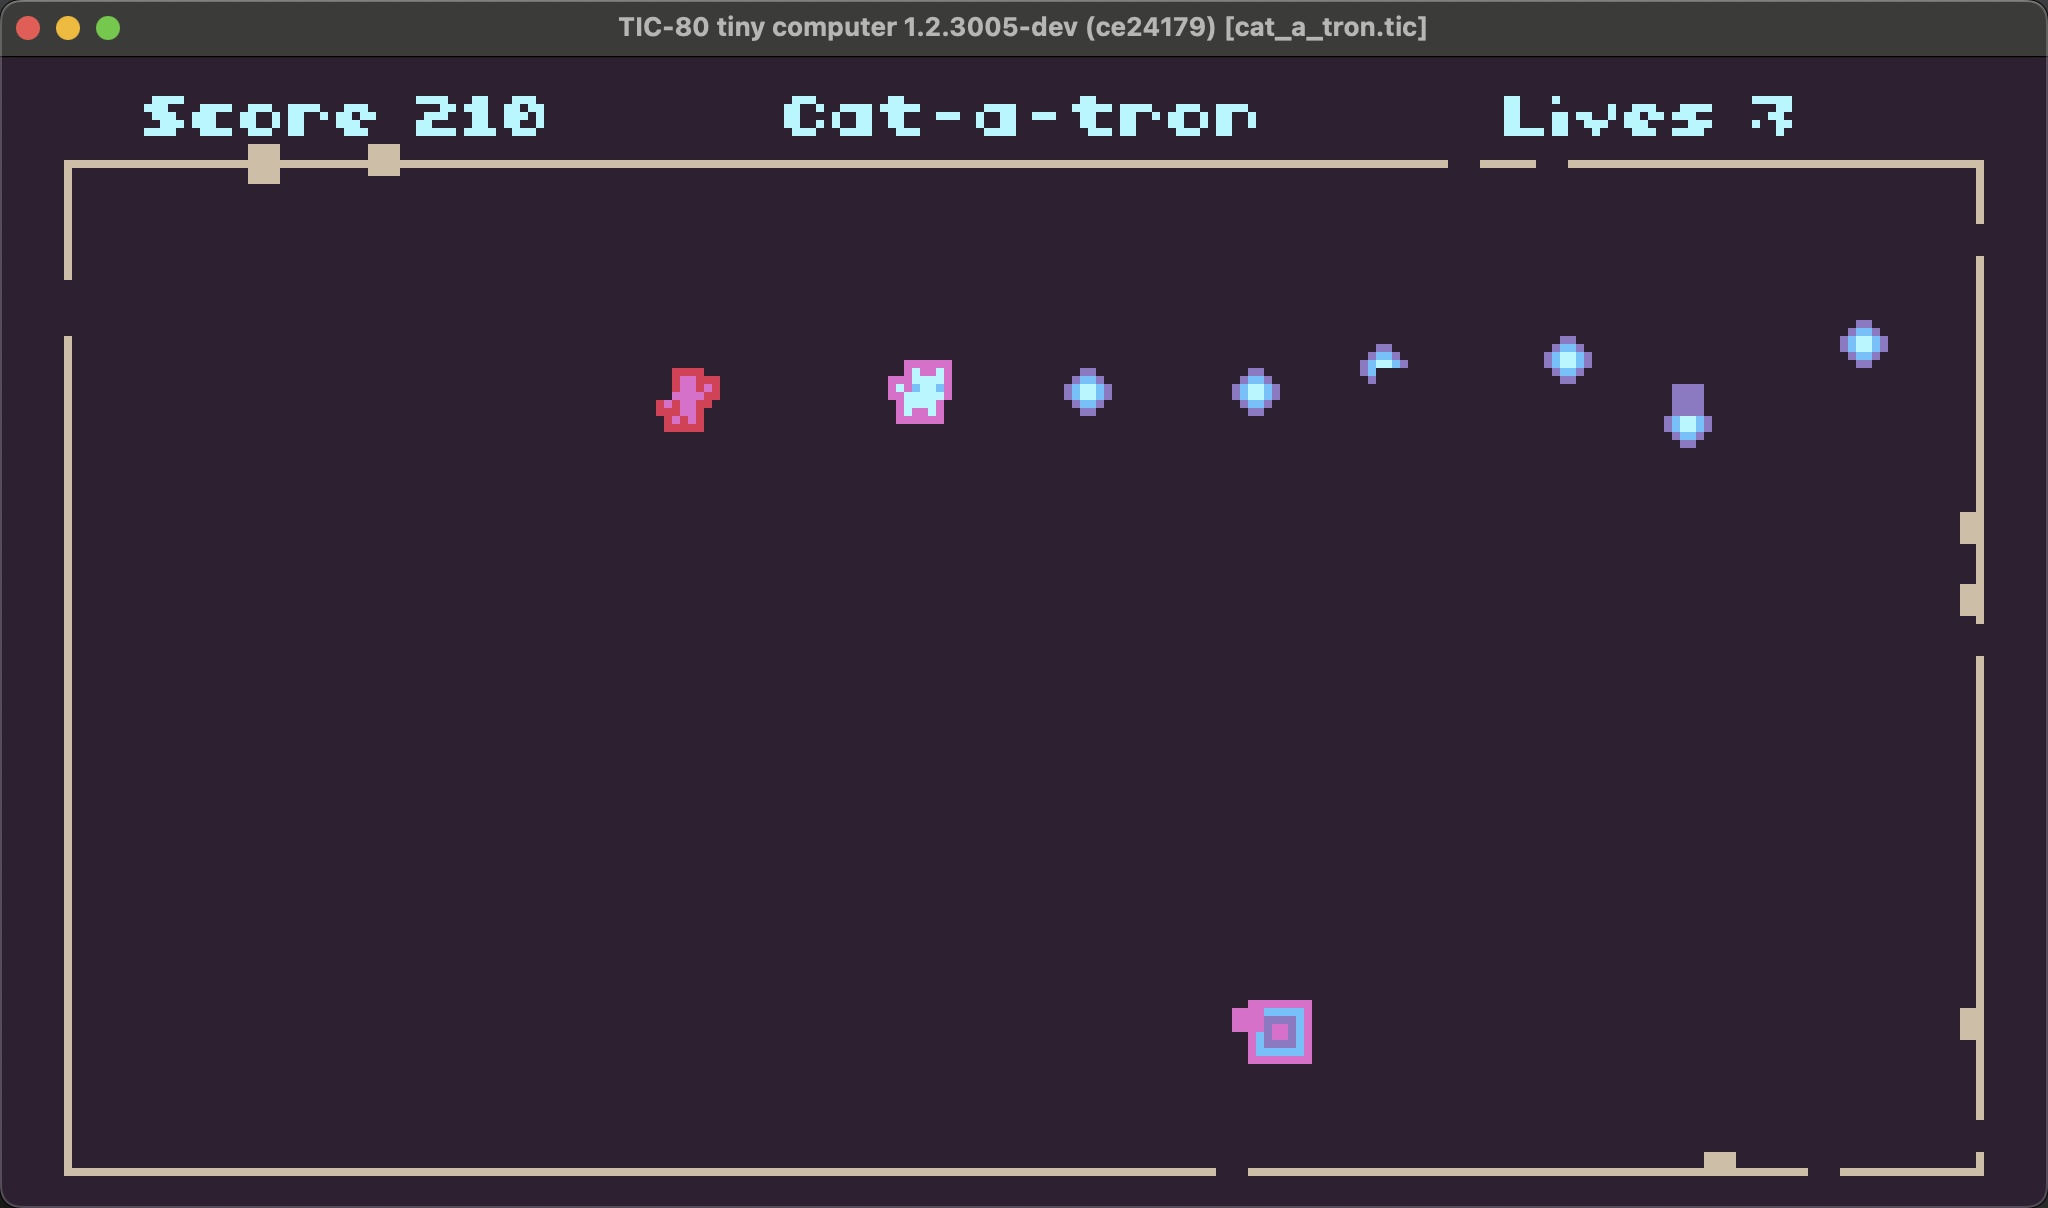 TIC-80 tiny computer 1.2.3005-dev (ce24179) [cat_a_tron.tic]
Score 210 Cat-a-tron Lives 7